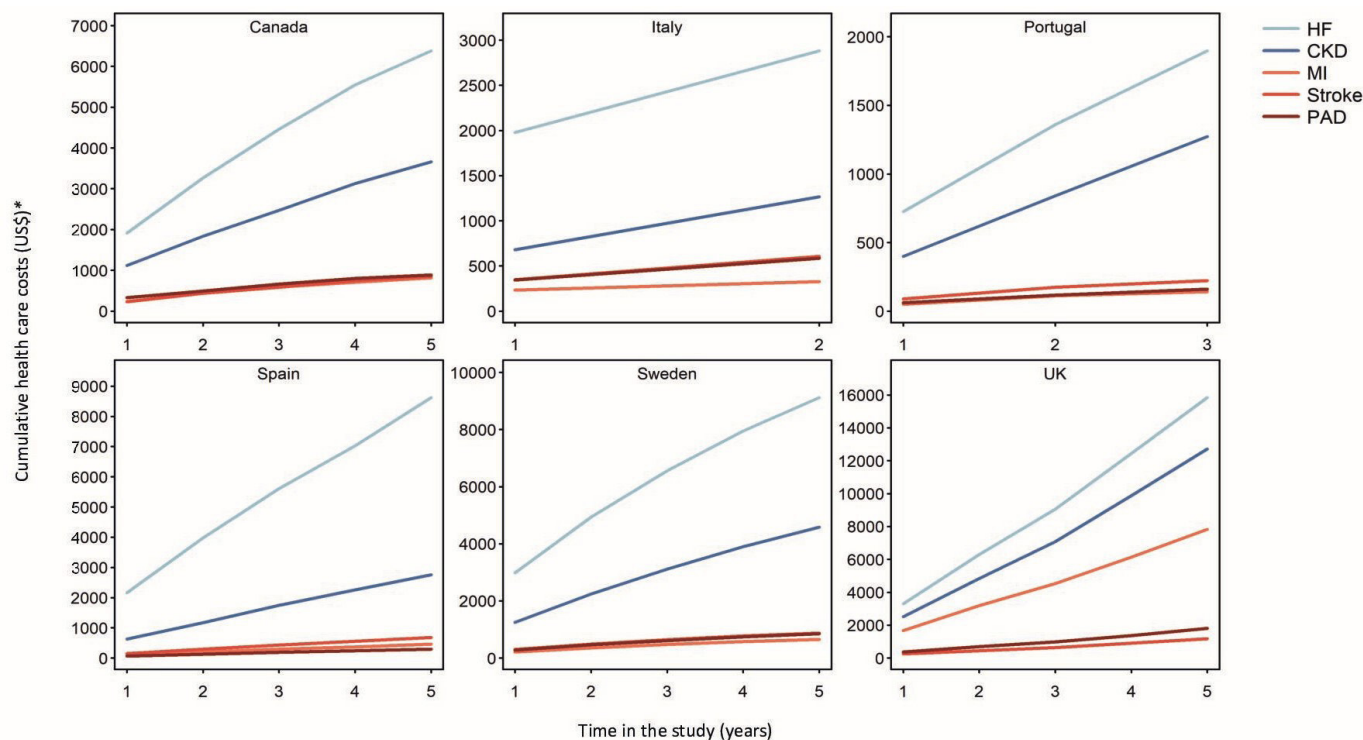 Cumulative health care costs (US$)*
Canada
7000
6000
5000
4000
3000
2000
1000
0
1 2 3 4 5
Italy
3000
2500
2000
1500
1000
500
0
1 2
Portugal
2000
1500
1000
500
0
1 2 3
HF
CKD
MI
Stroke
PAD
Spain
9000
8000
7000
6000
5000
4000
3000
2000
1000
0
1 2 3 4 5
Sweden
10000
8000
6000
4000
2000
0
1 2 3 4 5
UK
16000
14000
12000
10000
8000
6000
4000
2000
0
1 2 3 4 5
Time in the study (years)